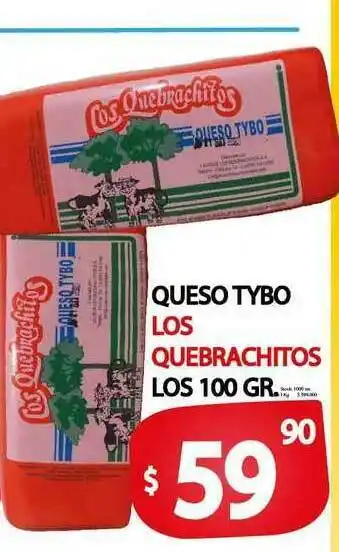 Los Quebrachitos
QUESO TYBO
Los Quebrachitos
QUESO TYBO
QUESO TYBO
LOS
QUEBRACHITOS
LOS 100 GR.
$ 59 90